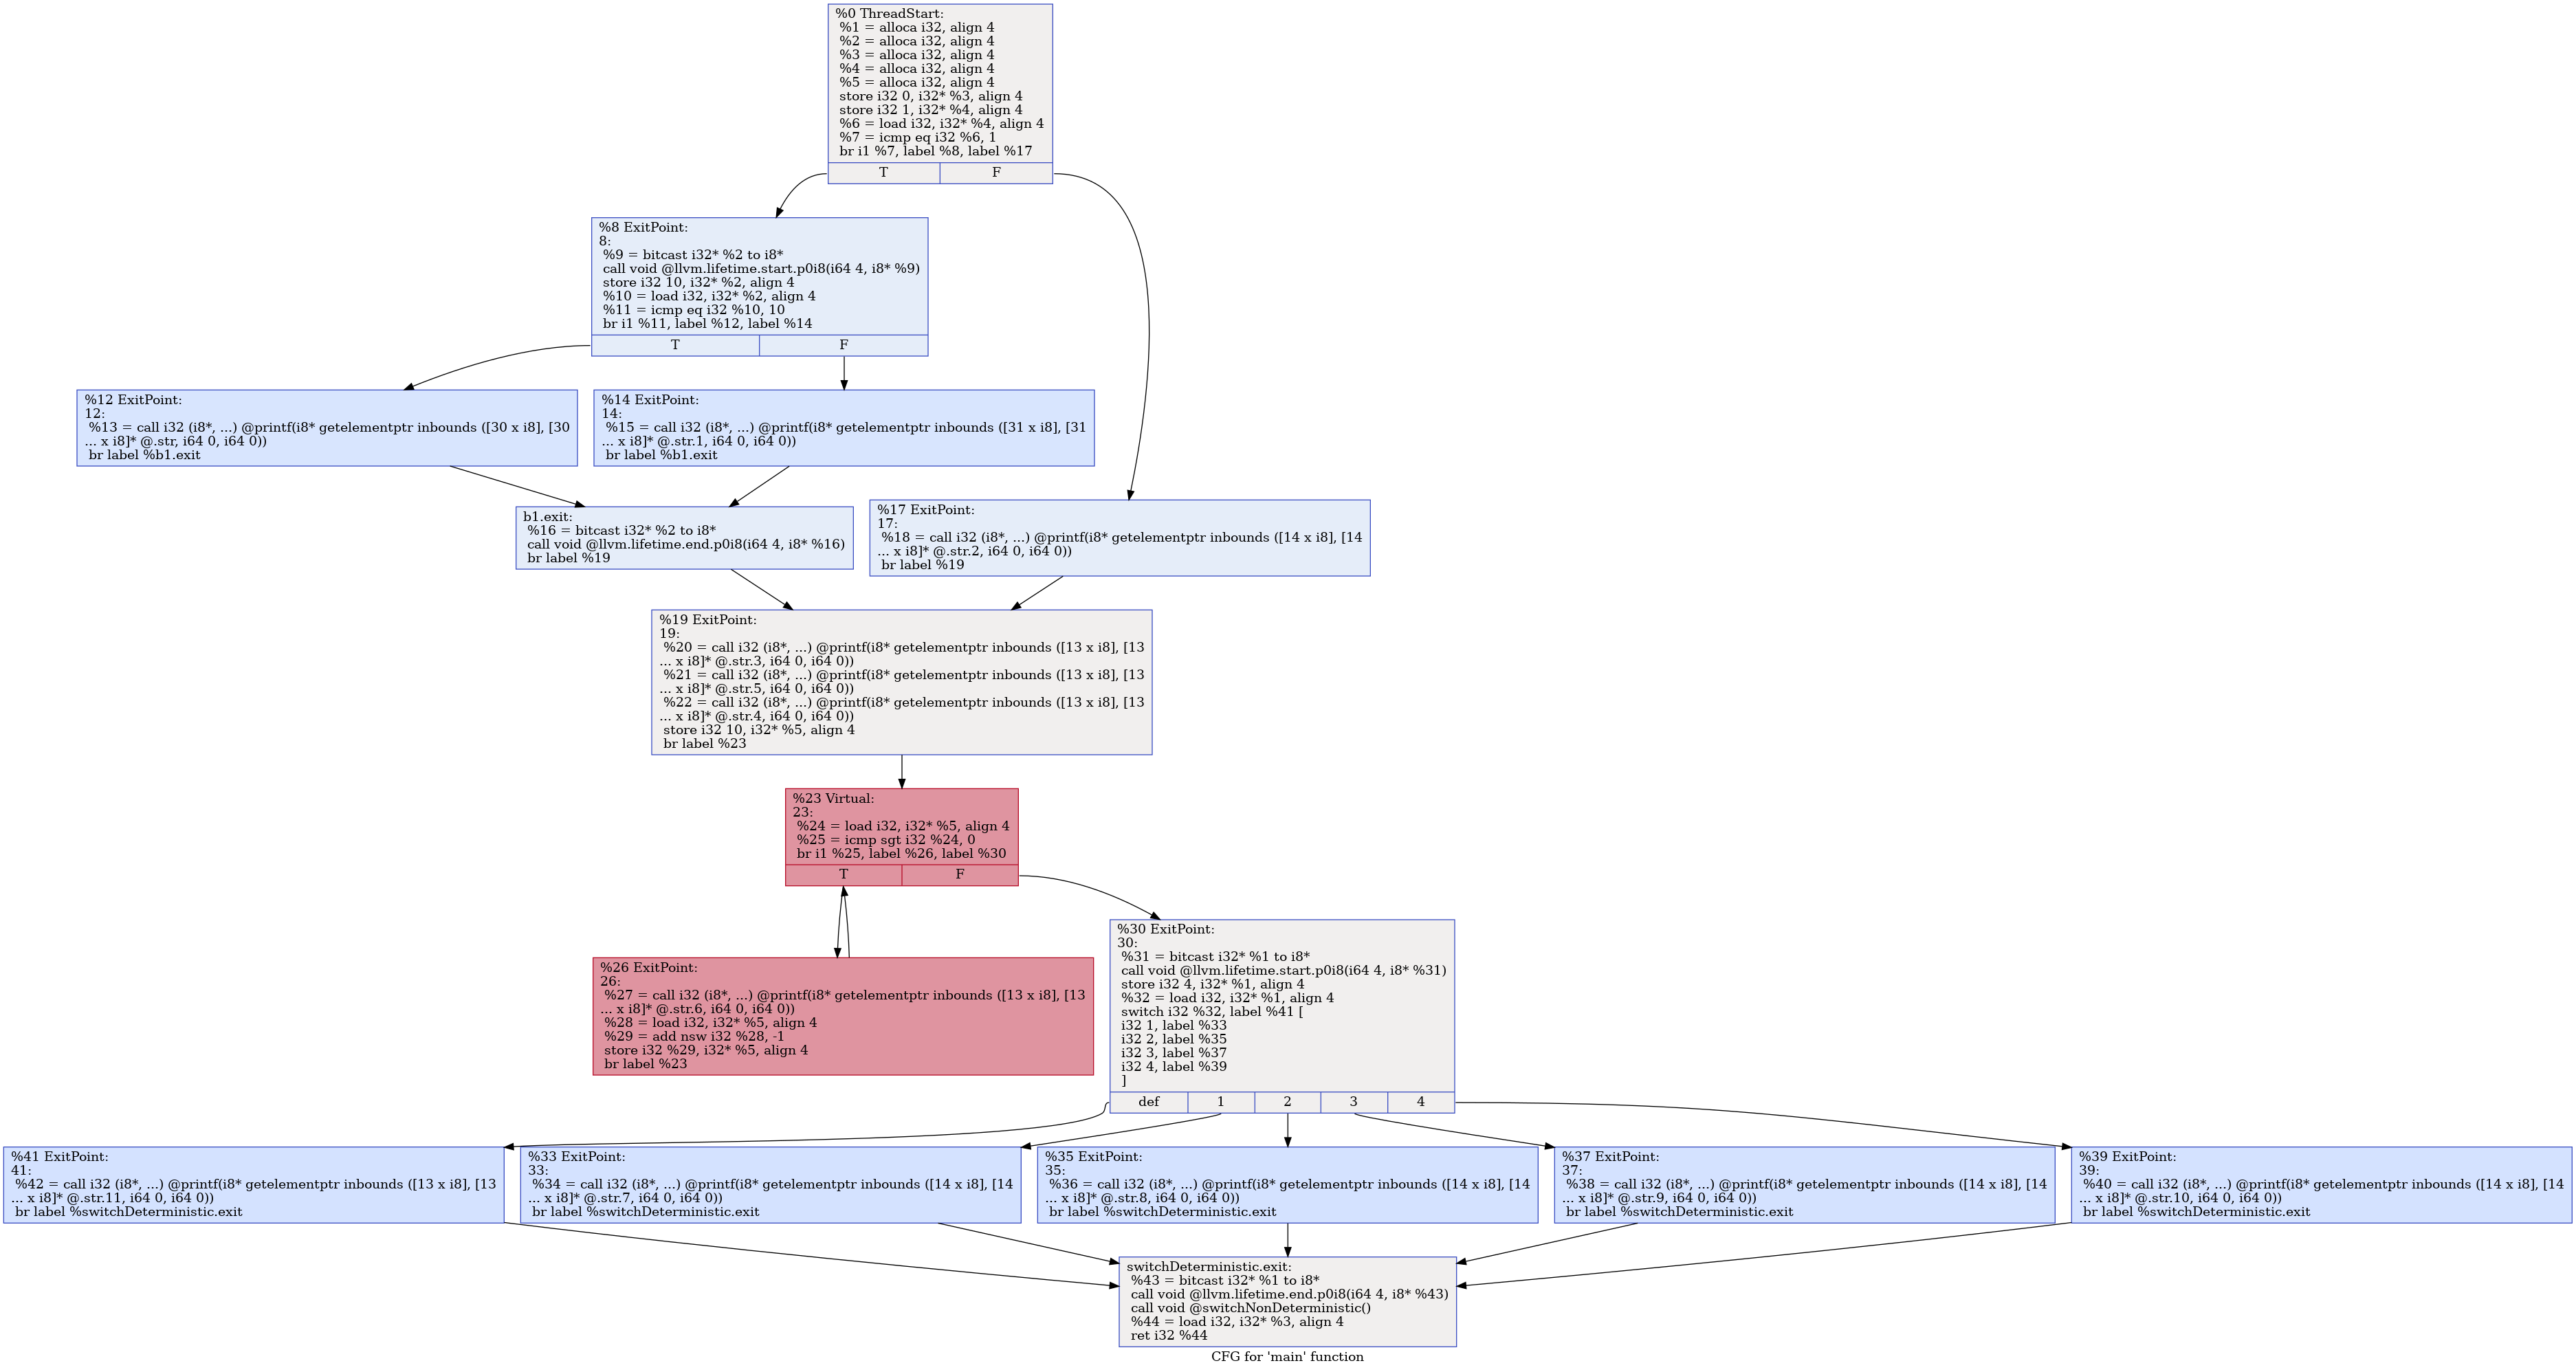 %0 ThreadStart:
%1 = alloca i32, align 4
%2 = alloca i32, align 4
%3 = alloca i32, align 4
%4 = alloca i32, align 4
%5 = alloca i32, align 4
store i32 0, i32* %3, align 4
store i32 1, i32* %4, align 4
%6 = load i32, i32* %4, align 4
%7 = icmp eq i32 %6, 1
br i1 %7, label %8, label %17
T F
%8 ExitPoint:
8:
%9 = bitcast i32* %2 to i8*
call void @llvm.lifetime.start.p0i8(i64 4, i8* %9)
store i32 10, i32* %2, align 4
%10 = load i32, i32* %2, align 4
%11 = icmp eq i32 %10, 10
br i1 %11, label %12, label %14
T F
%12 ExitPoint:
12:
%13 = call i32 (i8*, ...) @printf(i8* getelementptr inbounds ([30 x i8], [30
... x i8]* @.str, i64 0, i64 0))
br label %b1.exit
%14 ExitPoint:
14:
%15 = call i32 (i8*, ...) @printf(i8* getelementptr inbounds ([31 x i8], [31
... x i8]* @.str.1, i64 0, i64 0))
br label %b1.exit
b1.exit:
%16 = bitcast i32* %2 to i8*
call void @llvm.lifetime.end.p0i8(i64 4, i8* %16)
br label %19
%17 ExitPoint:
17:
%18 = call i32 (i8*, ...) @printf(i8* getelementptr inbounds ([14 x i8], [14
... x i8]* @.str.2, i64 0, i64 0))
br label %19
%19 ExitPoint:
19:
%20 = call i32 (i8*, ...) @printf(i8* getelementptr inbounds ([13 x i8], [13
... x i8]* @.str.3, i64 0, i64 0))
%21 = call i32 (i8*, ...) @printf(i8* getelementptr inbounds ([13 x i8], [13
... x i8]* @.str.5, i64 0, i64 0))
%22 = call i32 (i8*, ...) @printf(i8* getelementptr inbounds ([13 x i8], [13
... x i8]* @.str.4, i64 0, i64 0))
store i32 10, i32* %5, align 4
br label %23
%23 Virtual:
23:
%24 = load i32, i32* %5, align 4
%25 = icmp sgt i32 %24, 0
br i1 %25, label %26, label %30
T F
%26 ExitPoint:
26:
%27 = call i32 (i8*, ...) @printf(i8* getelementptr inbounds ([13 x i8], [13
... x i8]* @.str.6, i64 0, i64 0))
%28 = load i32, i32* %5, align 4
%29 = add nsw i32 %28, -1
store i32 %29, i32* %5, align 4
br label %23
%30 ExitPoint:
30:
%31 = bitcast i32* %1 to i8*
call void @llvm.lifetime.start.p0i8(i64 4, i8* %31)
store i32 4, i32* %1, align 4
%32 = load i32, i32* %1, align 4
switch i32 %32, label %41 [
i32 1, label %33
i32 2, label %35
i32 3, label %37
i32 4, label %39
]
def 1 2 3 4
%41 ExitPoint:
41:
%42 = call i32 (i8*, ...) @printf(i8* getelementptr inbounds ([13 x i8], [13
... x i8]* @.str.11, i64 0, i64 0))
br label %switchDeterministic.exit
%33 ExitPoint:
33:
%34 = call i32 (i8*, ...) @printf(i8* getelementptr inbounds ([14 x i8], [14
... x i8]* @.str.7, i64 0, i64 0))
br label %switchDeterministic.exit
%35 ExitPoint:
35:
%36 = call i32 (i8*, ...) @printf(i8* getelementptr inbounds ([14 x i8], [14
... x i8]* @.str.8, i64 0, i64 0))
br label %switchDeterministic.exit
%37 ExitPoint:
37:
%38 = call i32 (i8*, ...) @printf(i8* getelementptr inbounds ([14 x i8], [14
... x i8]* @.str.9, i64 0, i64 0))
br label %switchDeterministic.exit
%39 ExitPoint:
39:
%40 = call i32 (i8*, ...) @printf(i8* getelementptr inbounds ([14 x i8], [14
... x i8]* @.str.10, i64 0, i64 0))
br label %switchDeterministic.exit
switchDeterministic.exit:
%43 = bitcast i32* %1 to i8*
call void @llvm.lifetime.end.p0i8(i64 4, i8* %43)
call void @switchNonDeterministic()
%44 = load i32, i32* %3, align 4
ret i32 %44
CFG for 'main' function